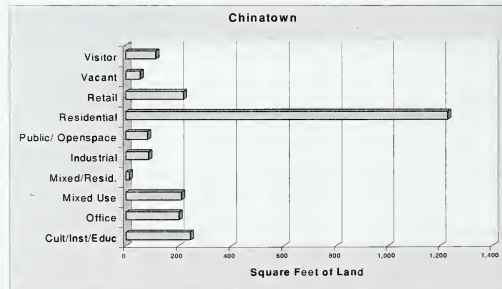 Chinatown
Visitor
Vacant
Retail
Residential
Public/ Openspace
Industrial
Mixed/Resid.
Mixed Use
Office
Cult/Inst/Educ
0 200 400 600 800 1,000 1,200 1,400
Square Feet of Land